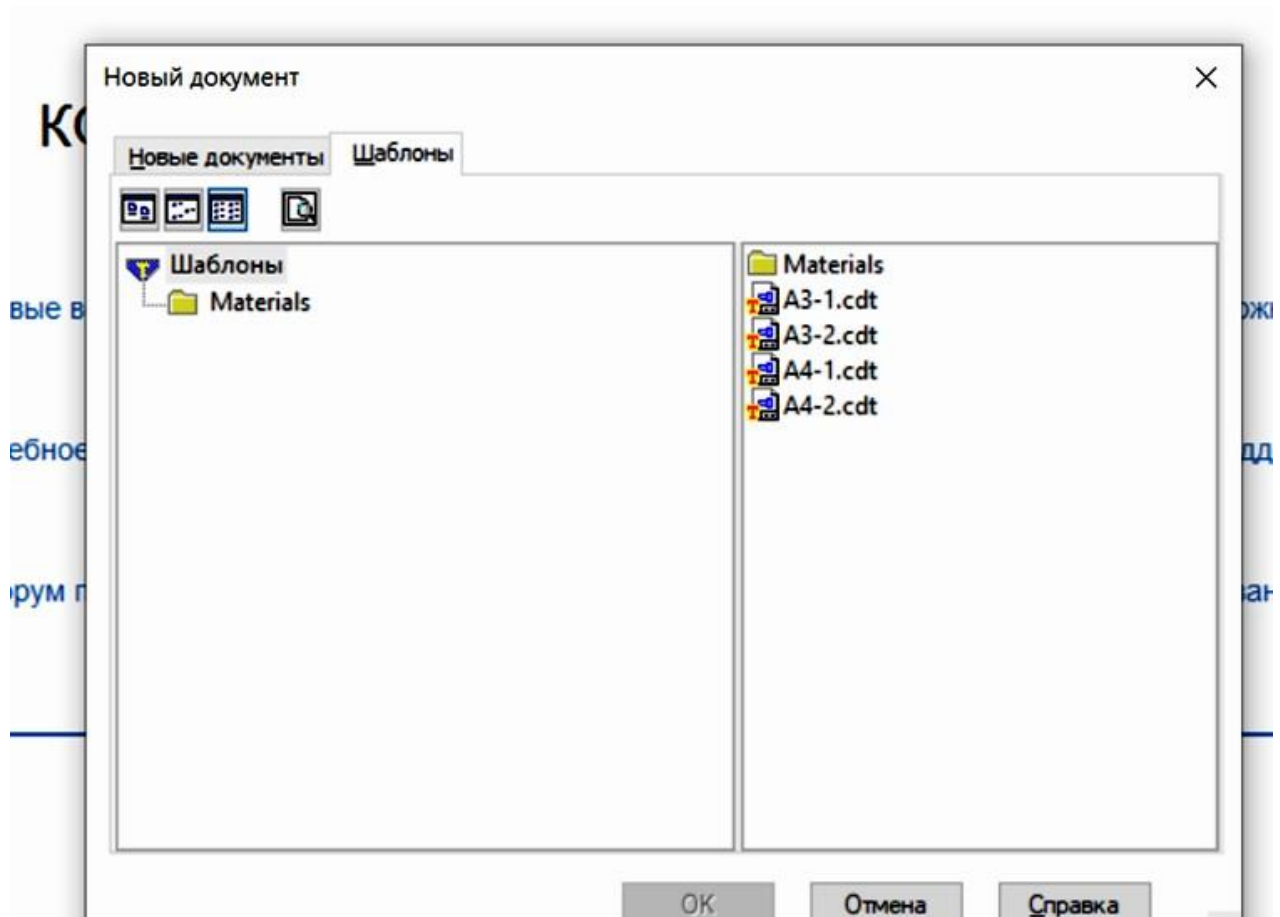 Новый документ
Новые документы
Шаблоны
Шаблоны
Materials
Materials
A3-1.cdt
A3-2.cdt
A4-1.cdt
A4-2.cdt
OK
Отмена
Справка